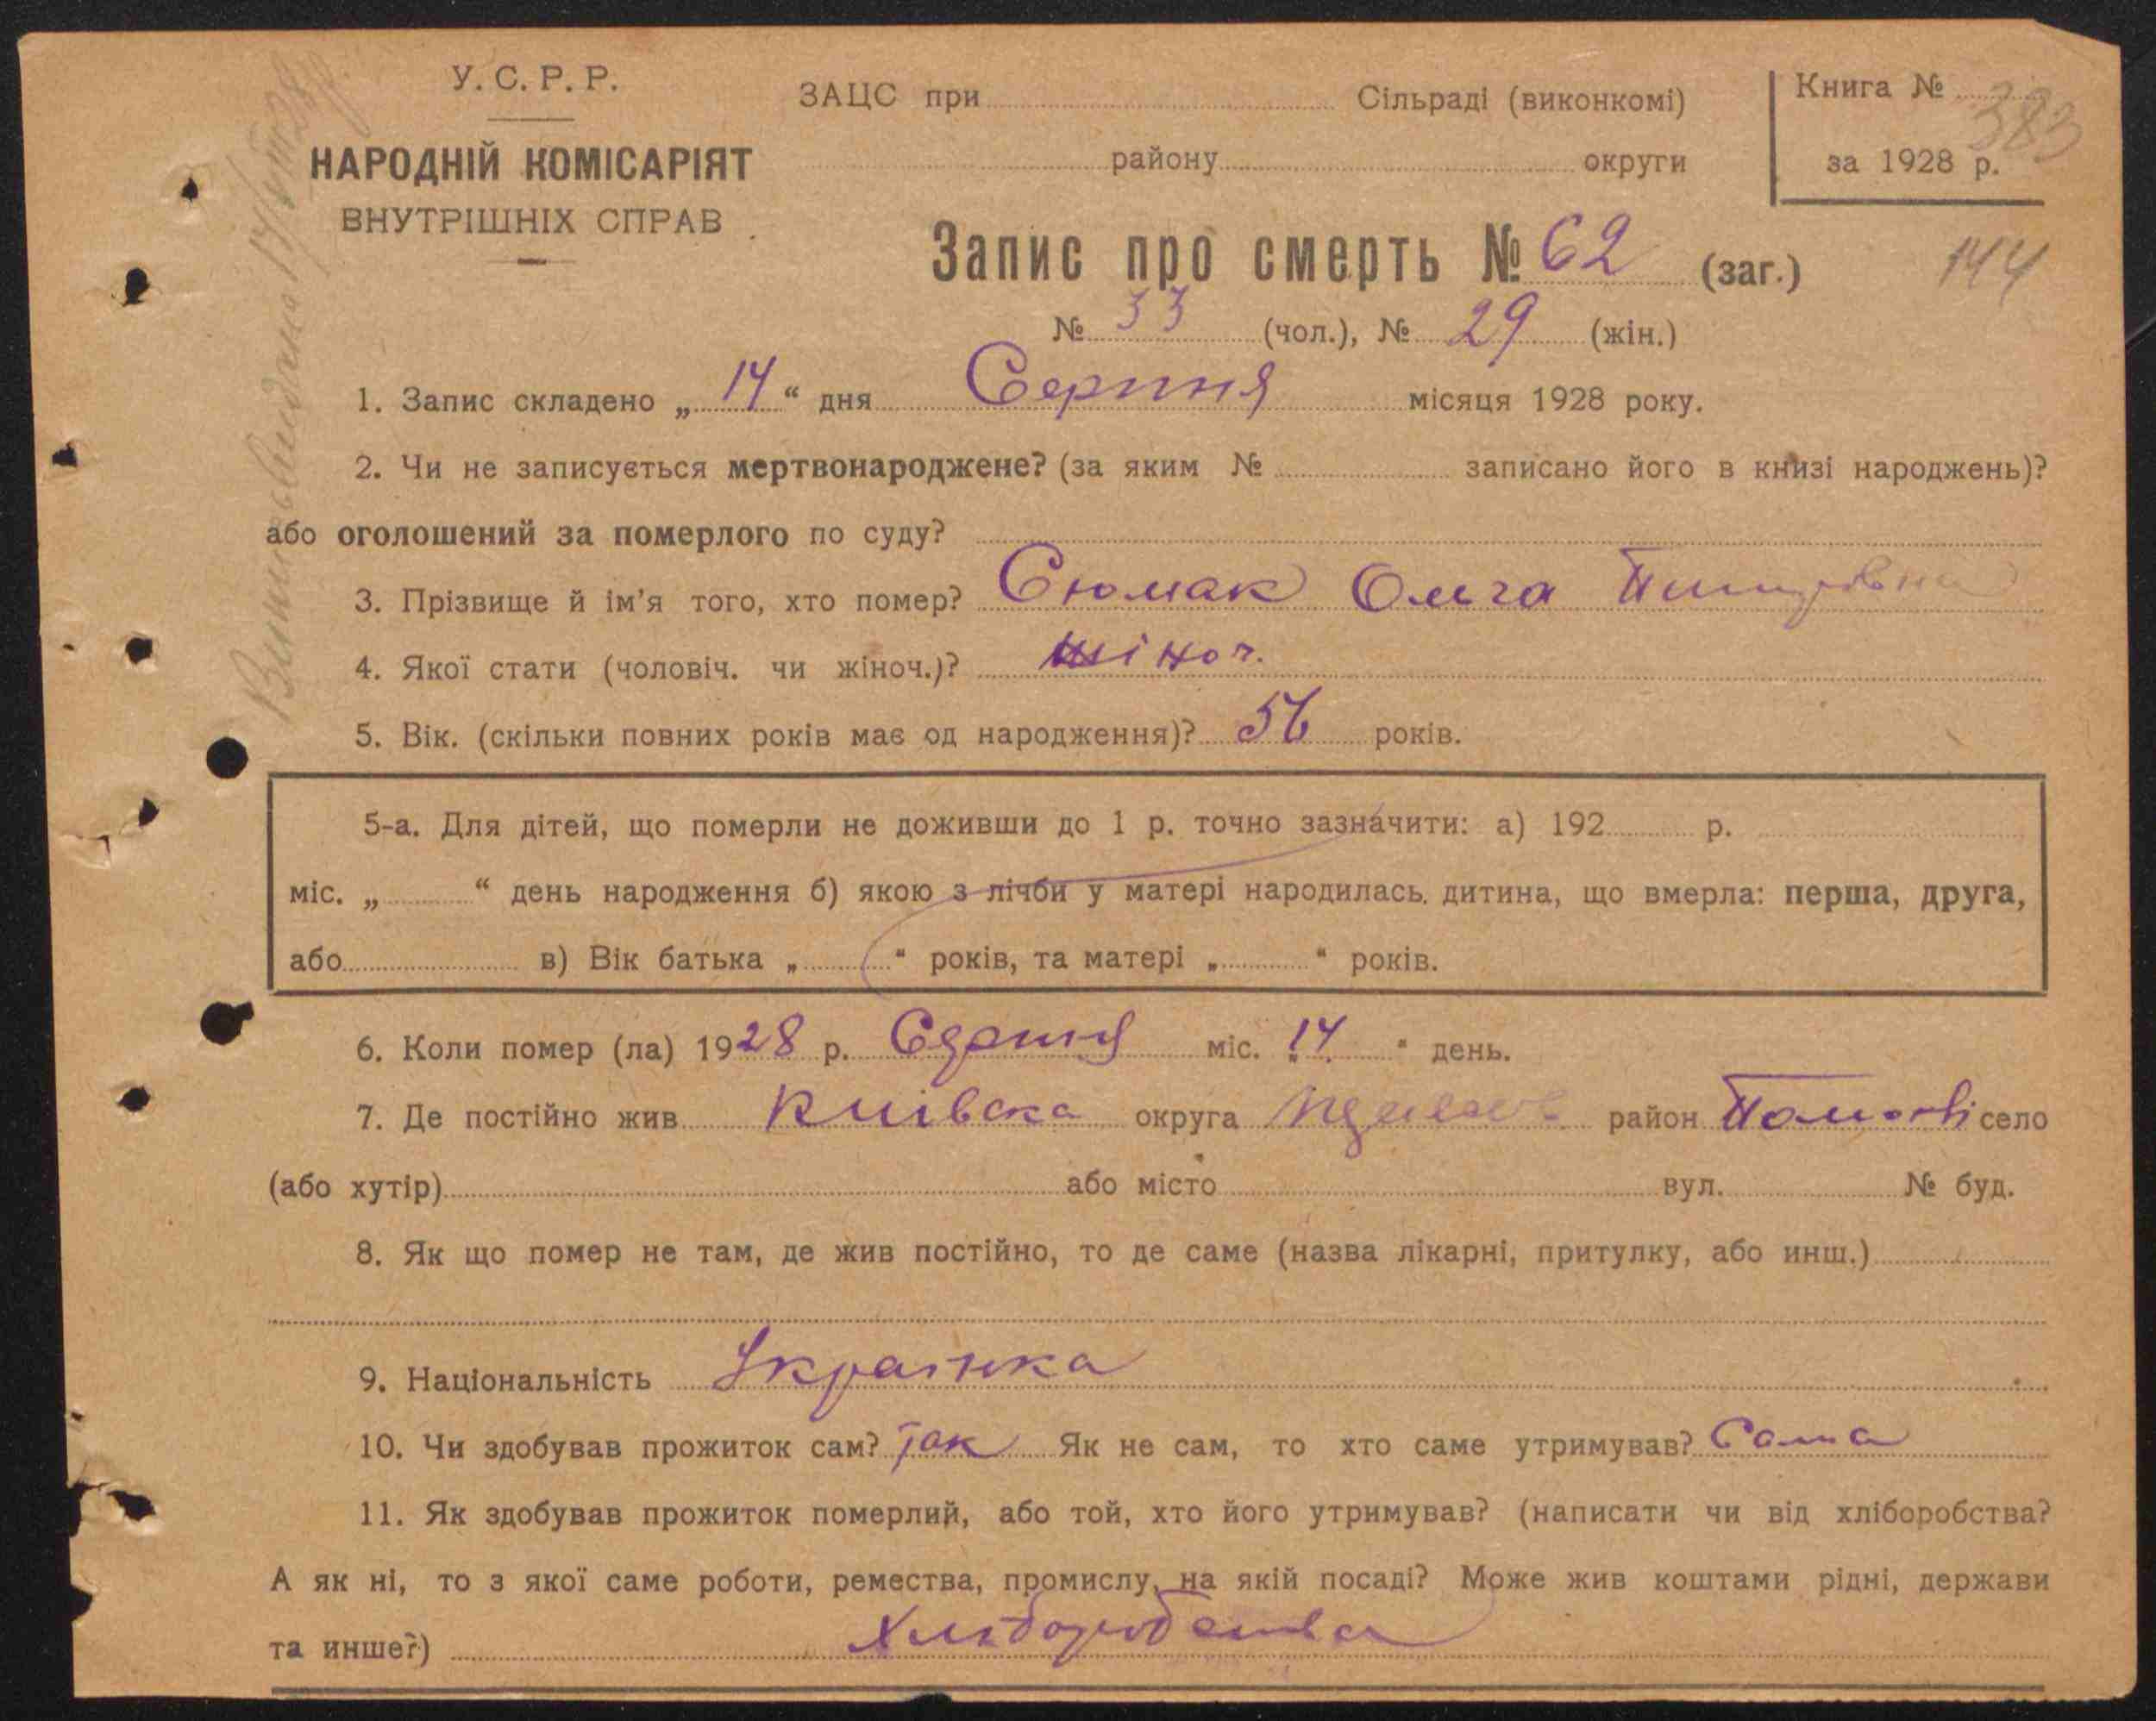 У. С. Р. Р.
НАРОДНІЙ КОМІСАРІЯТ
ВНУТРІШНІХ СПРАВ
ЗАЦС при Сільраді (виконкомі)
району округи
Книга № 383
за 1928 р.
144
Запис про смерть № 62 (заг.)
№ 33 (чол.), № 29 (жін.)
1. Запис складено „ 14 “ дня Серпня місяця 1928 року.
2. Чи не записується мертвонароджене? (за яким № записано його в книзі народжень)?
або оголошений за померлого по суду?
3. Прізвище й ім’я того, хто помер? Сюмак Ольга
4. Якої стати (чоловіч. чи жіноч.)? жіноч.
5. Вік. (скільки повних років має од народження)? 56 років.
5-а. Для дітей, що померли не доживши до 1 р. точно зазначити: а) 192 р.
міс. „ “ день народження б) якою з лічби у матері народилась дитина, що вмерла: перша, друга,
або в) Вік батька „ “ років, та матері „ “ років.
6. Коли помер (ла) 1928 р. Серпня міс. „14 “ день.
7. Де постійно жив Київска округа район село
(або хутір) або місто вул. № буд.
8. Як що помер не там, де жив постійно, то де саме (назва лікарні, притулку, або инш.)
9. Національність Українка
10. Чи здобував прожиток сам? Так Як не сам, то хто саме утримував? Сама
11. Як здобував прожиток померлий, або той, хто його утримував? (написати чи від хліборобства?
А як ні, то з якої саме роботи, ремества, промислу, на якій посаді? Може жив коштами рідні, держави
та инше?) Хліборобства